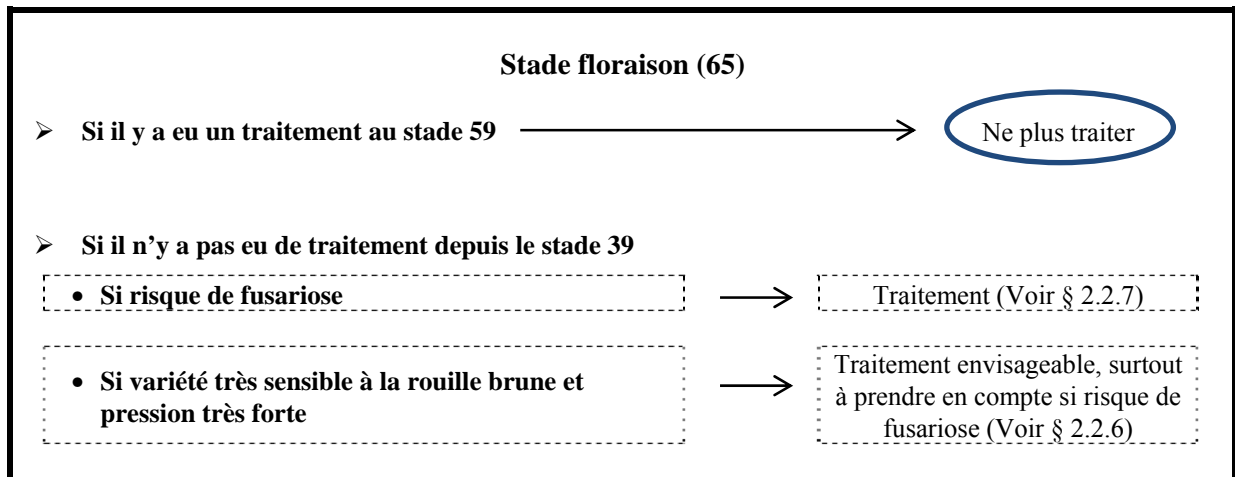 Stade floraison (65)
➢ Si il y a eu un traitement au stade 59
Ne plus traiter
➢ Si il n’y a pas eu de traitement depuis le stade 39
• Si risque de fusariose
Traitement (Voir § 2.2.7)
• Si variété très sensible à la rouille brune et
pression très forte
Traitement envisageable, surtout
à prendre en compte si risque de
fusariose (Voir § 2.2.6)